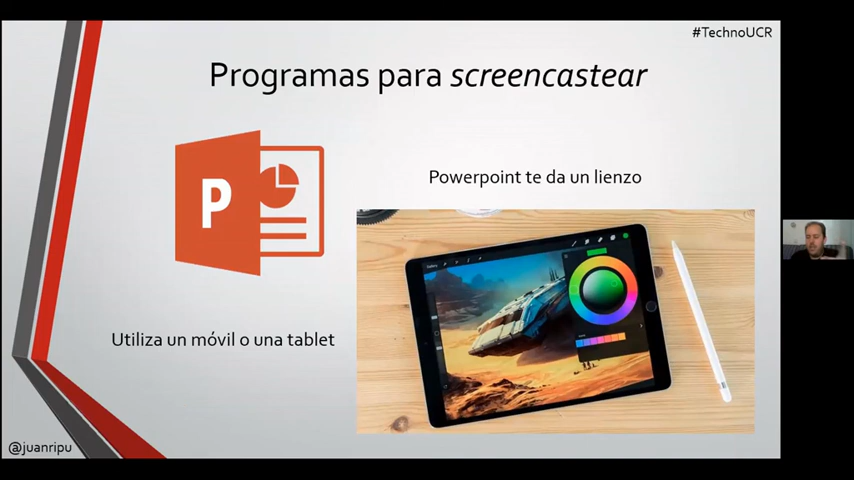 #TechnoUCR
Programas para screencastear
P
Powerpoint te da un lienzo
Utiliza un móvil o una tablet
@juanripu